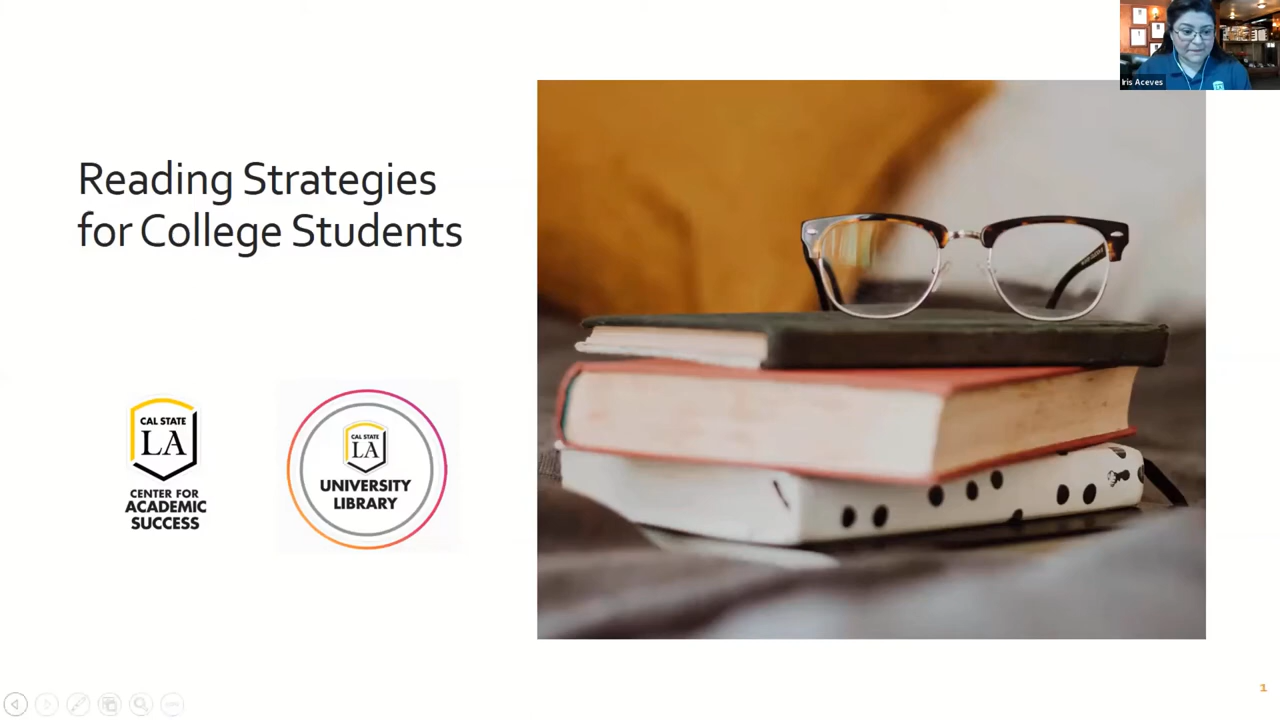 Iris Aceves
Reading Strategies
for College Students
CAL STATE
LA
CENTER FOR
ACADEMIC
SUCCESS
CAL STATE
LA
UNIVERSITY
LIBRARY
1